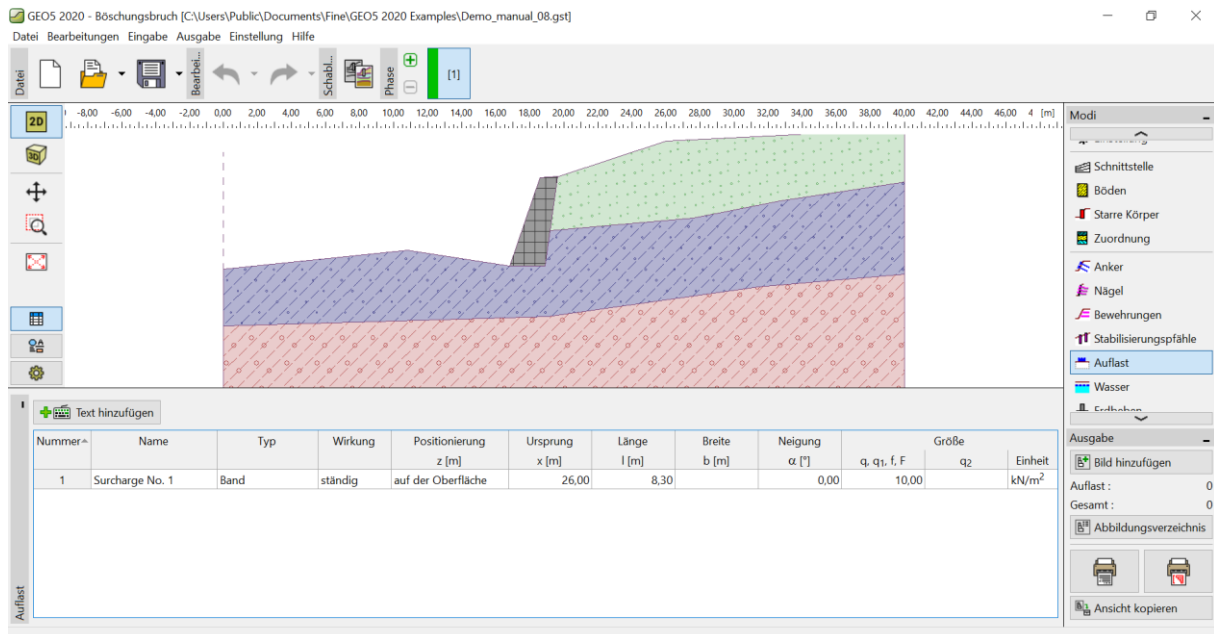 GEO5 2020 - Böschungsbruch [C:\Users\Public\Documents\Fine\GEO5 2020 Examples\Demo_manual_08.gst]
Datei Bearbeitungen Eingabe Ausgabe Einstellung Hilfe
Datei
Bearbei...
Schabl...
Phase
[1]
2D
-8,00 -6,00 -4,00 -2,00 0,00 2,00 4,00 6,00 8,00 10,00 12,00 14,00 16,00 18,00 20,00 22,00 24,00 26,00 28,00 30,00 32,00 34,00 36,00 38,00 40,00 42,00 44,00 46,00 4 [m]
3D
Modi
Schnittstelle
Böden
Starre Körper
Zuordnung
Anker
Nägel
Bewehrungen
Stabilisierungspfähle
Auflast
Wasser
Erdbeben
Text hinzufügen
Nummer Name Typ Wirkung Positionierung Ursprung Länge Breite Neigung Größe
z [m] x [m] l [m] b [m] α [°] q, q1, f, F q2 Einheit
1 Surcharge No. 1 Band ständig auf der Oberfläche 26,00 8,30 0,00 10,00 kN/m²
Auflast
Ausgabe
Bild hinzufügen
Auflast : 0
Gesamt : 0
Abbildungsverzeichnis
Ansicht kopieren